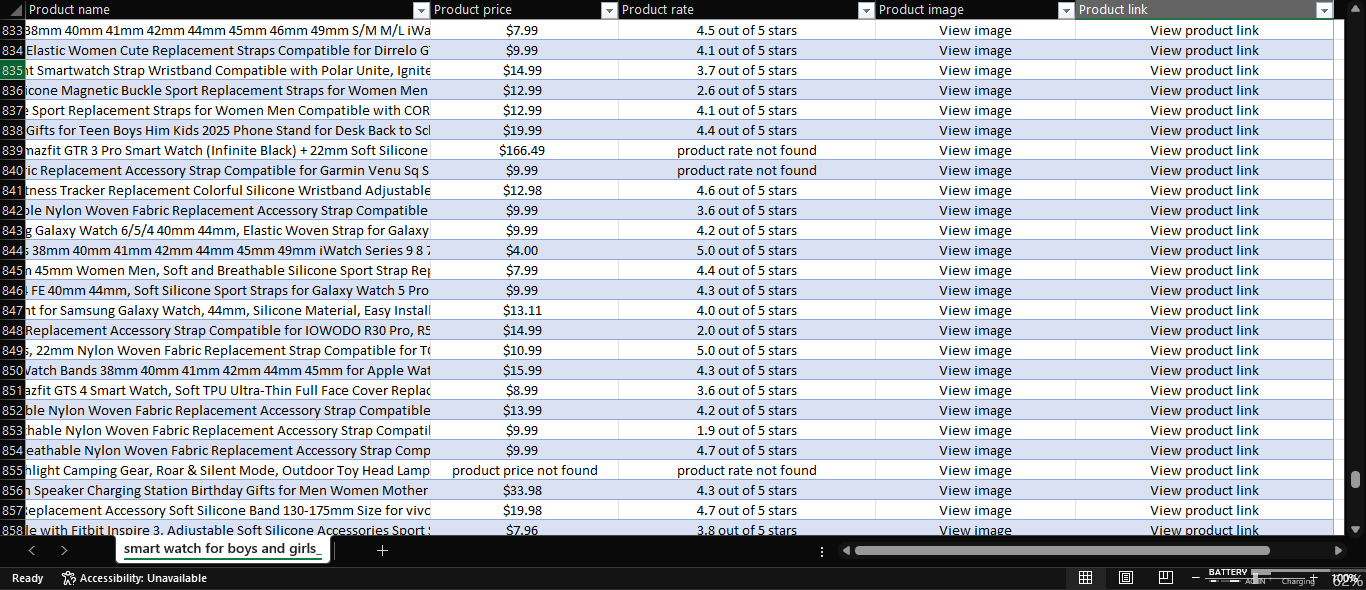 Product name Product price Product rate Product image Product link
833 38mm 40mm 41mm 42mm 44mm 45mm 46mm 49mm S/M M/L iWa $7.99 4.5 out of 5 stars View image View product link
834 Elastic Women Cute Replacement Straps Compatible for Dirrelo $9.99 4.1 out of 5 stars View image View product link
835 Smartwatch Strap Wristband Compatible with Polar Unite, Ignite $14.99 3.7 out of 5 stars View image View product link
836 icone Magnetic Buckle Sport Replacement Straps for Women Men $12.99 2.6 out of 5 stars View image View product link
837 Sport Replacement Straps for Women Men Compatible with COR $12.99 4.1 out of 5 stars View image View product link
838 Gifts for Teen Boys Him Kids 2025 Phone Stand for Desk Back to Scl $19.99 4.4 out of 5 stars View image View product link
839 mazfit GTR 3 Pro Smart Watch (Infinite Black) + 22mm Soft Silicone $166.49 product rate not found View image View product link
840 ric Replacement Accessory Strap Compatible for Garmin Venu Sq S $9.99 product rate not found View image View product link
841 tness Tracker Replacement Colorful Silicone Wristband Adjustable $12.98 4.6 out of 5 stars View image View product link
842 ble Nylon Woven Fabric Replacement Accessory Strap Compatible $9.99 3.6 out of 5 stars View image View product link
843 g Galaxy Watch 6/5/4 40mm 44mm, Elastic Woven Strap for Galaxy $9.99 4.2 out of 5 stars View image View product link
844 38mm 40mm 41mm 42mm 44mm 45mm 49mm iWatch Series 9 8 7 $4.00 5.0 out of 5 stars View image View product link
845 45mm Women Men, Soft and Breathable Silicone Sport Strap Rep $7.99 4.4 out of 5 stars View image View product link
846 FE 40mm 44mm, Soft Silicone Sport Straps for Galaxy Watch 5 Pro $9.99 4.3 out of 5 stars View image View product link
847 nt for Samsung Galaxy Watch, 44mm, Silicone Material, Easy Install $13.11 4.0 out of 5 stars View image View product link
848 Replacement Accessory Strap Compatible for IOWODO R30 Pro, R5 $14.99 2.0 out of 5 stars View image View product link
849 , 22mm Nylon Woven Fabric Replacement Strap Compatible for $10.99 5.0 out of 5 stars View image View product link
850 Watch Bands 38mm 40mm 41mm 42mm 44mm 45mm for Apple Wat $15.99 4.3 out of 5 stars View image View product link
851 azfit GTS 4 Smart Watch, Soft TPU Ultra-Thin Full Face Cover Replac $8.99 3.6 out of 5 stars View image View product link
852 ble Nylon Woven Fabric Replacement Accessory Strap Compatible $13.99 4.2 out of 5 stars View image View product link
853 hable Nylon Woven Fabric Replacement Accessory Strap Compatil $9.99 1.9 out of 5 stars View image View product link
854 eathable Nylon Woven Fabric Replacement Accessory Strap Comp $9.99 4.7 out of 5 stars View image View product link
855 nlight Camping Gear, Roar & Silent Mode, Outdoor Toy Head Lamp product price not found product rate not found View image View product link
856 Speaker Charging Station Birthday Gifts for Men Women Mother $33.98 4.3 out of 5 stars View image View product link
857 eplacement Accessory Soft Silicone Band 130-175mm Size for vivo $19.98 4.7 out of 5 stars View image View product link
858 le with Fitbit Inspire 3, Adjustable Soft Silicone Accessories Sport $7.96 3.8 out of 5 stars View image View product link
smart watch for boys and girls_
Ready Accessibility: Unavailable BATTERY Charging 100%
62%